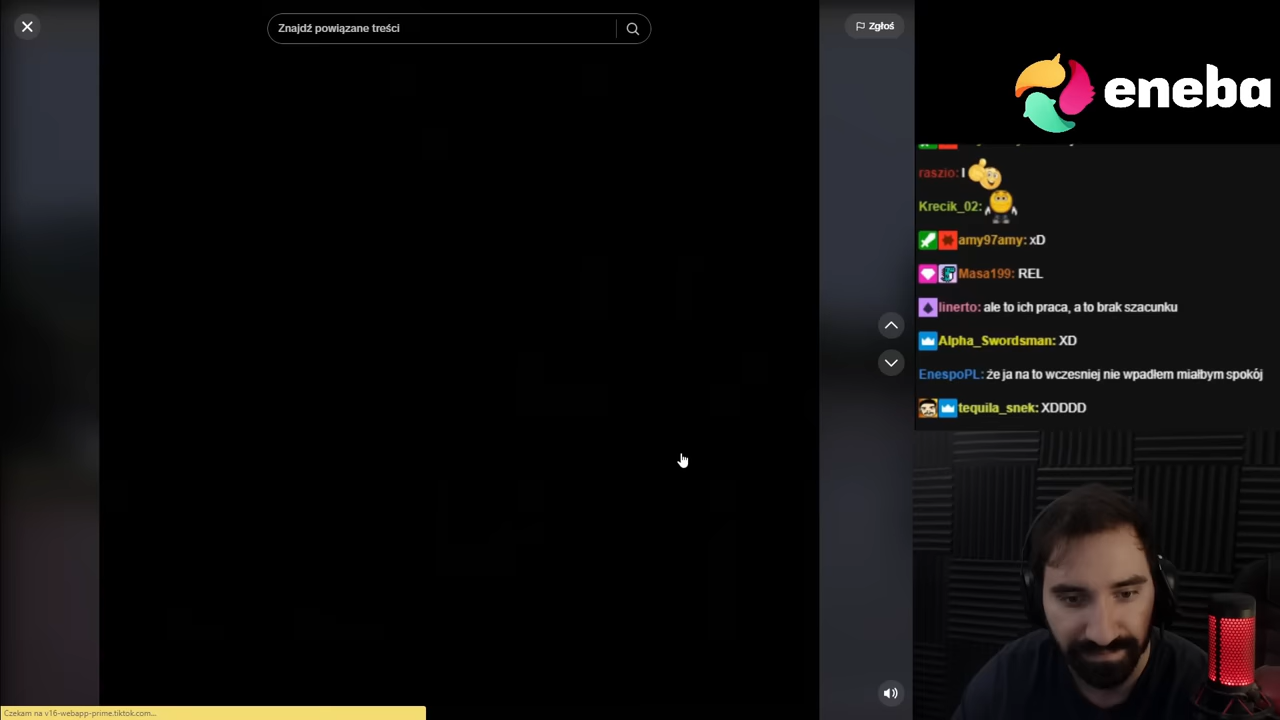 Znajdź powiązane treści
Zgłoś
eneba
raszio: I
Krecik_02:
amy97amy: xD
Masa199: REL
linerto: ale to ich praca, a to brak szacunku
Alpha_Swordsman: XD
EnespoPL: że ja na to wczesniej nie wpadłem miałbym spokój
tequila_snek: XDDDD
Czekam na v16-webapp-prime.tiktok.com...